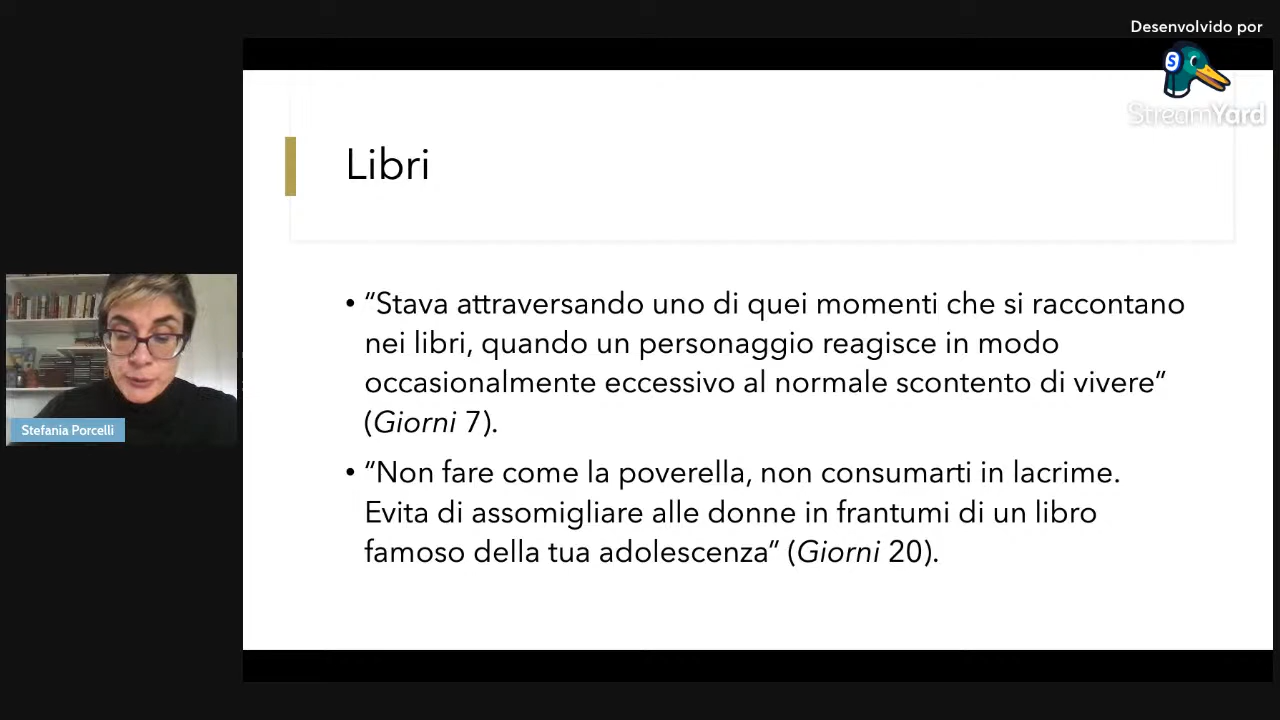 Desenvolvido por
StreamYard
Libri
• “Stava attraversando uno di quei momenti che si raccontano
nei libri, quando un personaggio reagisce in modo
occasionalmente eccessivo al normale scontento di vivere”
(Giorni 7).
• “Non fare come la poverella, non consumarti in lacrime.
Evita di assomigliare alle donne in frantumi di un libro
famoso della tua adolescenza” (Giorni 20).
Stefania Porcelli